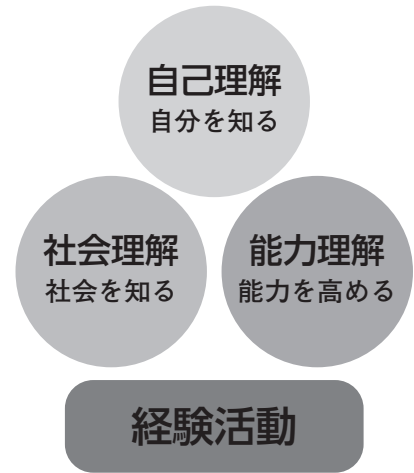 自己理解
自分を知る
社会理解
社会を知る
能力理解
能力を高める
経験活動